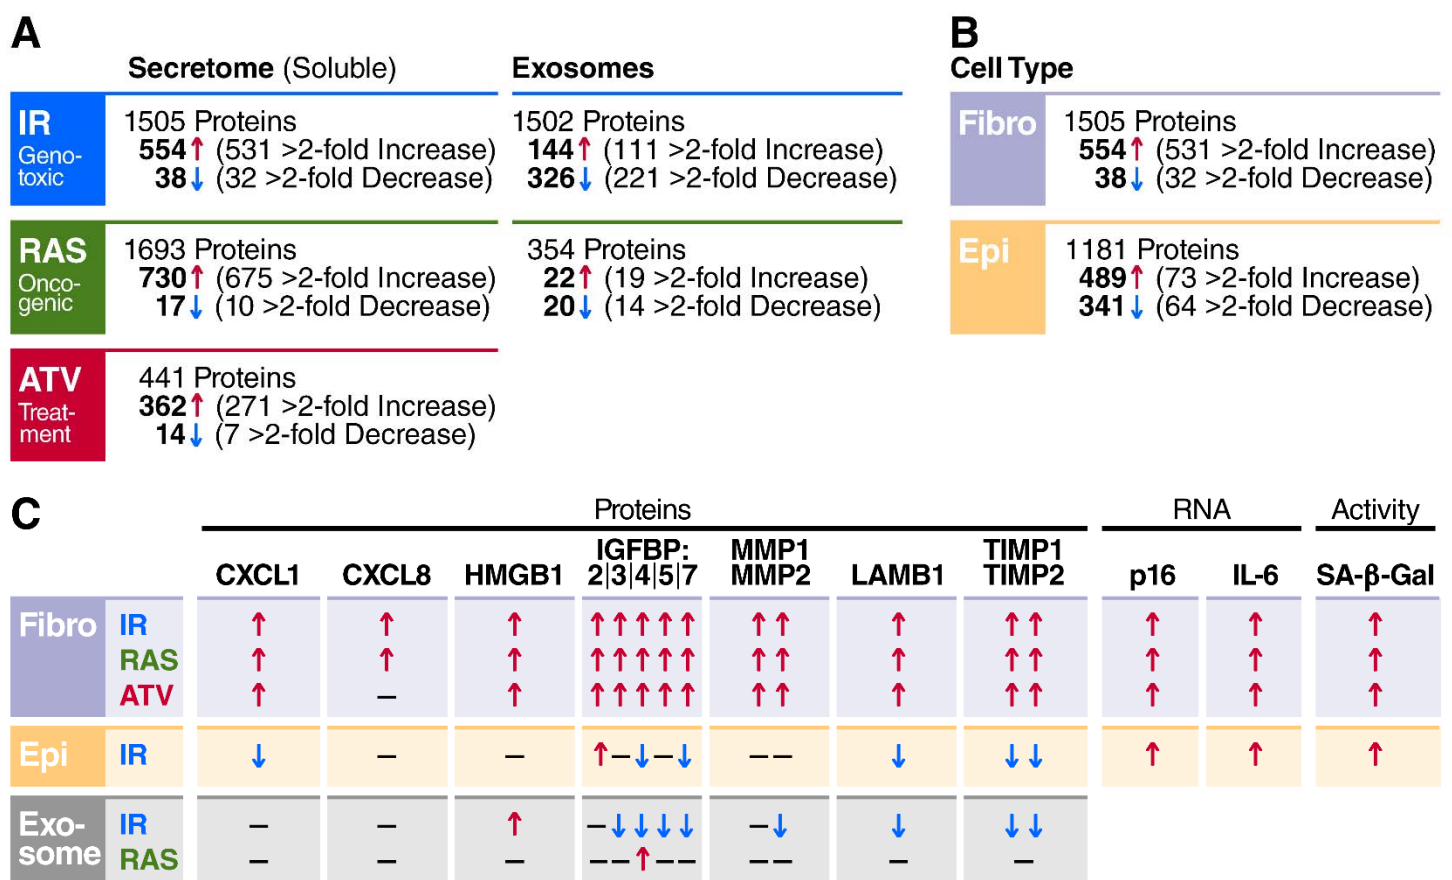 A
Secretome (Soluble)
Exosomes
IR
Geno-
toxic
1505 Proteins
554↑ (531 >2-fold Increase)
38↓ (32 >2-fold Decrease)
1502 Proteins
144↑ (111 >2-fold Increase)
326↓ (221 >2-fold Decrease)
RAS
Onco-
genic
1693 Proteins
730↑ (675 >2-fold Increase)
17↓ (10 >2-fold Decrease)
354 Proteins
22↑ (19 >2-fold Increase)
20↓ (14 >2-fold Decrease)
ATV
Treat-
ment
441 Proteins
362↑ (271 >2-fold Increase)
14↓ (7 >2-fold Decrease)
B
Cell Type
Fibro
1505 Proteins
554↑ (531 >2-fold Increase)
38↓ (32 >2-fold Decrease)
Epi
1181 Proteins
489↑ (73 >2-fold Increase)
341↓ (64 >2-fold Decrease)
C
Proteins RNA Activity
CXCL1 CXCL8 HMGB1 IGFBP: 2|3|4|5|7 MMP1 MMP2 LAMB1 TIMP1 TIMP2 p16 IL-6 SA-β-Gal
Fibro IR ↑ ↑ ↑ ↑↑↑↑↑ ↑↑ ↑ ↑↑ ↑ ↑ ↑
RAS ↑ ↑ ↑ ↑↑↑↑↑ ↑↑ ↑ ↑↑ ↑ ↑ ↑
ATV ↑ – ↑ ↑↑↑↑↑ ↑↑ ↑ ↑↑ ↑ ↑ ↑
Epi IR ↓ – – ↑–↓–↓ –– ↓ ↓↓ ↑ ↑ ↑
Exo-
some
IR – – ↑ –↓↓↓↓ –↓ ↓ ↓↓
RAS – – – ––↑–– –– – –